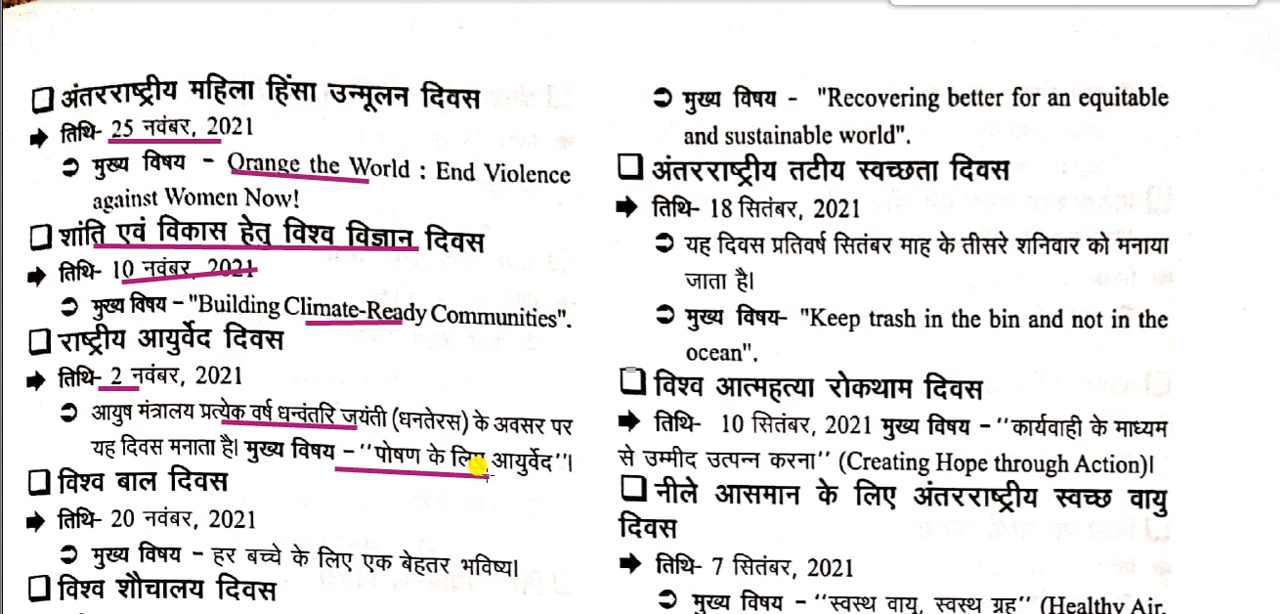 ❑ अंतरराष्ट्रीय महिला हिंसा उन्मूलन दिवस
➡ तिथि- 25 नवंबर, 2021
➲ मुख्य विषय - Orange the World : End Violence
against Women Now!
❑ शांति एवं विकास हेतु विश्व विज्ञान दिवस
➡ तिथि- 10 नवंबर, 2021
➲ मुख्य विषय - "Building Climate-Ready Communities".
❑ राष्ट्रीय आयुर्वेद दिवस
➡ तिथि- 2 नवंबर, 2021
➲ आयुष मंत्रालय प्रत्येक वर्ष धन्वंतरि जयंती (धनतेरस) के अवसर पर
यह दिवस मनाता है। मुख्य विषय - "पोषण के लिए आयुर्वेद"।
❑ विश्व बाल दिवस
➡ तिथि- 20 नवंबर, 2021
➲ मुख्य विषय - हर बच्चे के लिए एक बेहतर भविष्य।
❑ विश्व शौचालय दिवस
➲ मुख्य विषय - "Recovering better for an equitable
and sustainable world".
❑ अंतरराष्ट्रीय तटीय स्वच्छता दिवस
➡ तिथि- 18 सितंबर, 2021
➲ यह दिवस प्रतिवर्ष सितंबर माह के तीसरे शनिवार को मनाया
जाता है।
➲ मुख्य विषय- "Keep trash in the bin and not in the
ocean".
❑ विश्व आत्महत्या रोकथाम दिवस
➡ तिथि- 10 सितंबर, 2021 मुख्य विषय - "कार्यवाही के माध्यम
से उम्मीद उत्पन्न करना" (Creating Hope through Action)।
❑ नीले आसमान के लिए अंतरराष्ट्रीय स्वच्छ वायु
दिवस
➡ तिथि- 7 सितंबर, 2021
➲ मुख्य विषय - "स्वस्थ वायु, स्वस्थ ग्रह" (Healthy Air,